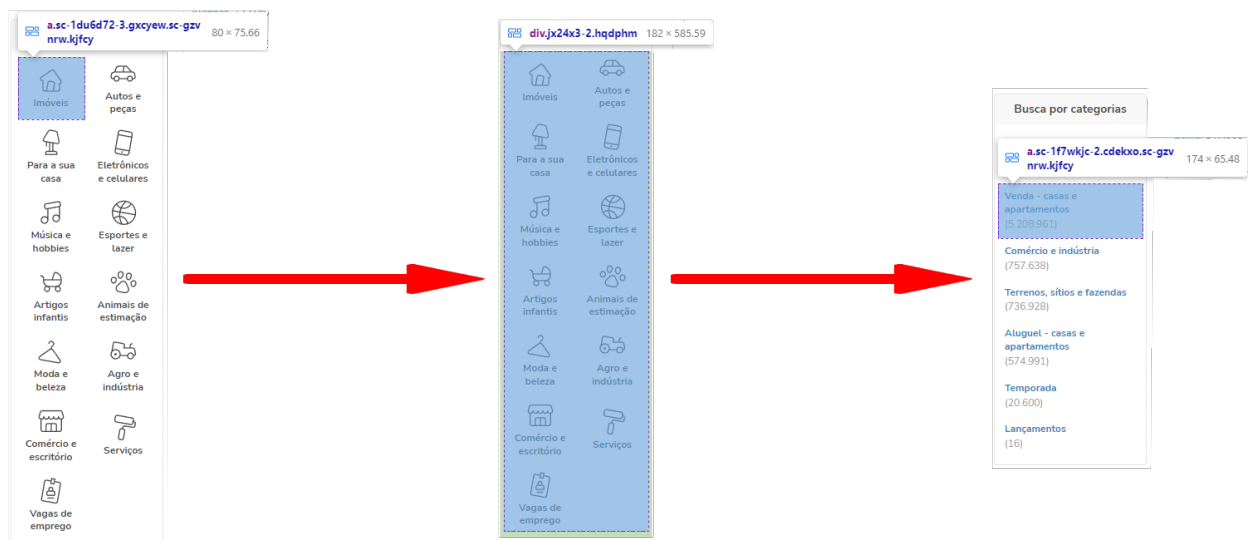 a.sc-1du6d72-3.gxcyew.sc-gzv
nrw.kjfcy
80 × 75.66
Imóveis
Autos e
peças
Para a sua
casa
Eletrônicos
e celulares
Música e
hobbies
Esportes e
lazer
Artigos
infantis
Animais de
estimação
Moda e
beleza
Agro e
indústria
Comércio e
escritório
Serviços
Vagas de
emprego
div.jx24x3-2.hqdphm 182 × 585.59
Imóveis
Autos e
peças
Para a sua
casa
Eletrônicos
e celulares
Música e
hobbies
Esportes e
lazer
Artigos
infantis
Animais de
estimação
Moda e
beleza
Agro e
indústria
Comércio e
escritório
Serviços
Vagas de
emprego
Busca por categorias
a.sc-1f7wkjc-2.cdekxo.sc-gzv
nrw.kjfcy
174 × 65.48
Venda - casas e
apartamentos
(5.208.961)
Comércio e indústria
(757.638)
Terrenos, sítios e fazendas
(736.928)
Aluguel - casas e
apartamentos
(574.991)
Temporada
(20.600)
Lançamentos
(16)